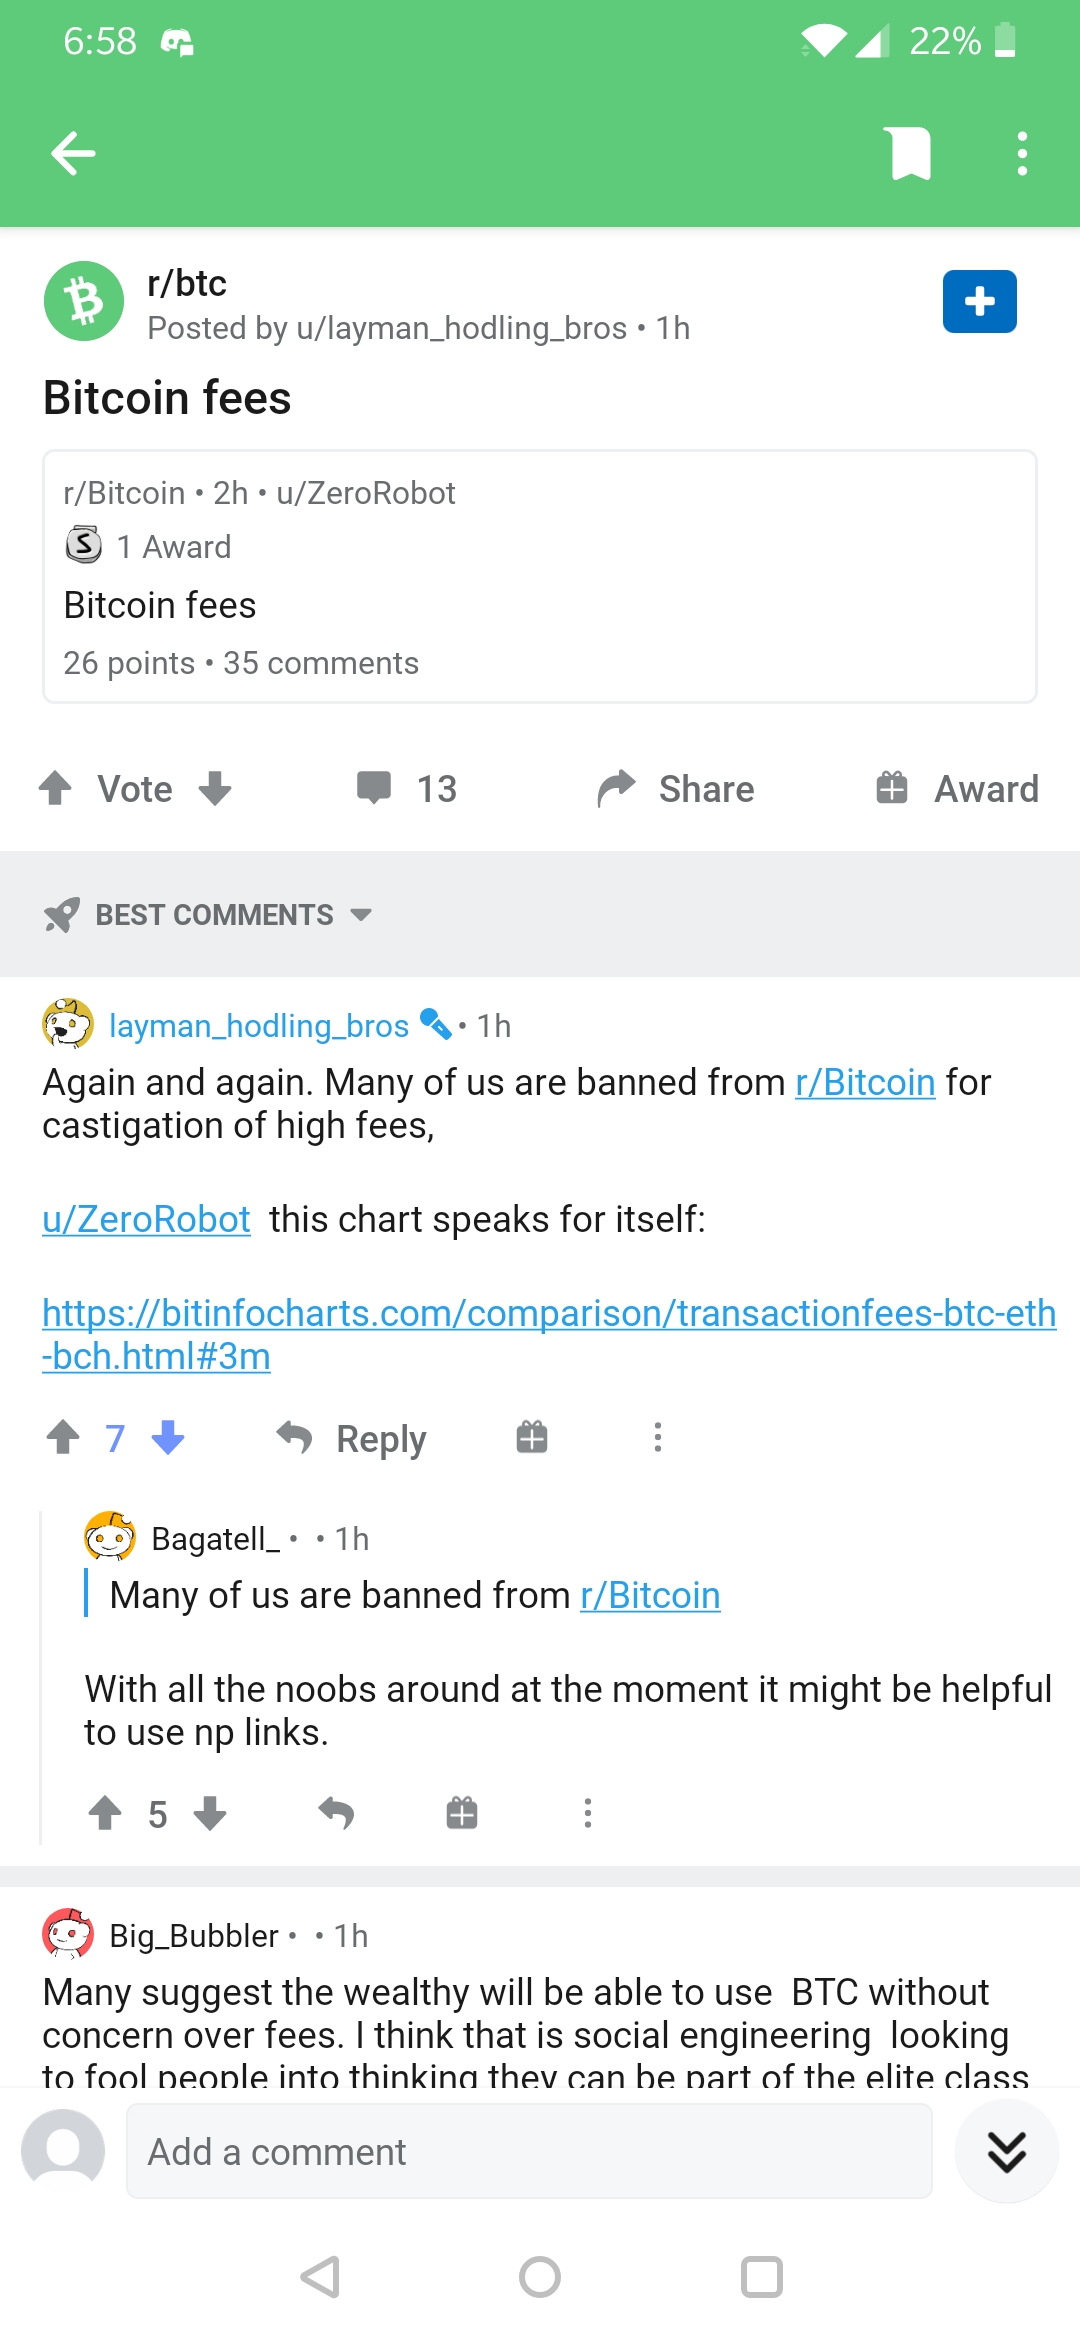 6:58
22%
r/btc
Posted by u/layman_hodling_bros • 1h
Bitcoin fees
r/Bitcoin • 2h • u/ZeroRobot
S 1 Award
Bitcoin fees
26 points • 35 comments
Vote 13 Share Award
BEST COMMENTS
layman_hodling_bros • 1h
Again and again. Many of us are banned from r/Bitcoin for
castigation of high fees,
u/ZeroRobot this chart speaks for itself:
https://bitinfocharts.com/comparison/transactionfees-btc-eth
-bch.html#3m
7 Reply
Bagatell_ • • 1h
Many of us are banned from r/Bitcoin
With all the noobs around at the moment it might be helpful
to use np links.
5
Big_Bubbler • • 1h
Many suggest the wealthy will be able to use BTC without
concern over fees. I think that is social engineering looking
to fool people into thinking they can be part of the elite class
Add a comment